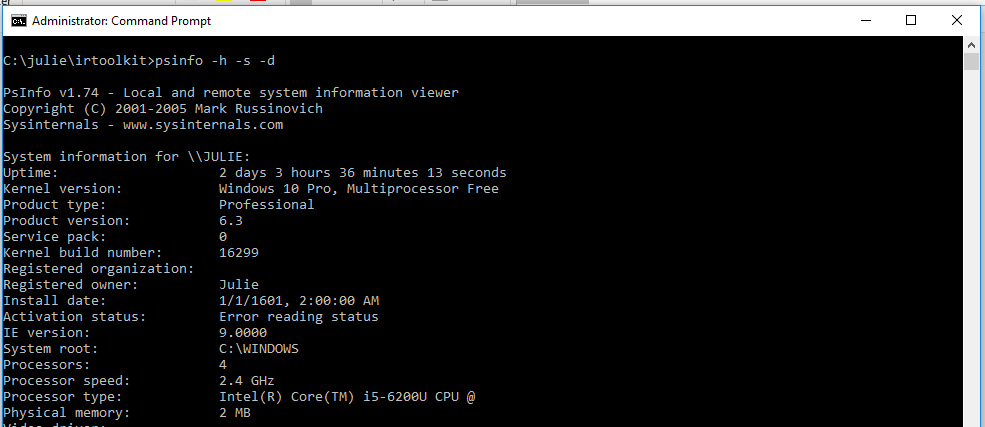 Administrator: Command Prompt
C:\julie\irtoolkit>psinfo -h -s -d
PsInfo v1.74 - Local and remote system information viewer
Copyright (C) 2001-2005 Mark Russinovich
Sysinternals - www.sysinternals.com
System information for \\JULIE:
Uptime: 2 days 3 hours 36 minutes 13 seconds
Kernel version: Windows 10 Pro, Multiprocessor Free
Product type: Professional
Product version: 6.3
Service pack: 0
Kernel build number: 16299
Registered organization:
Registered owner: Julie
Install date: 1/1/1601, 2:00:00 AM
Activation status: Error reading status
IE version: 9.0000
System root: C:\WINDOWS
Processors: 4
Processor speed: 2.4 GHz
Processor type: Intel(R) Core(TM) i5-6200U CPU @
Physical memory: 2 MB
Video driver: